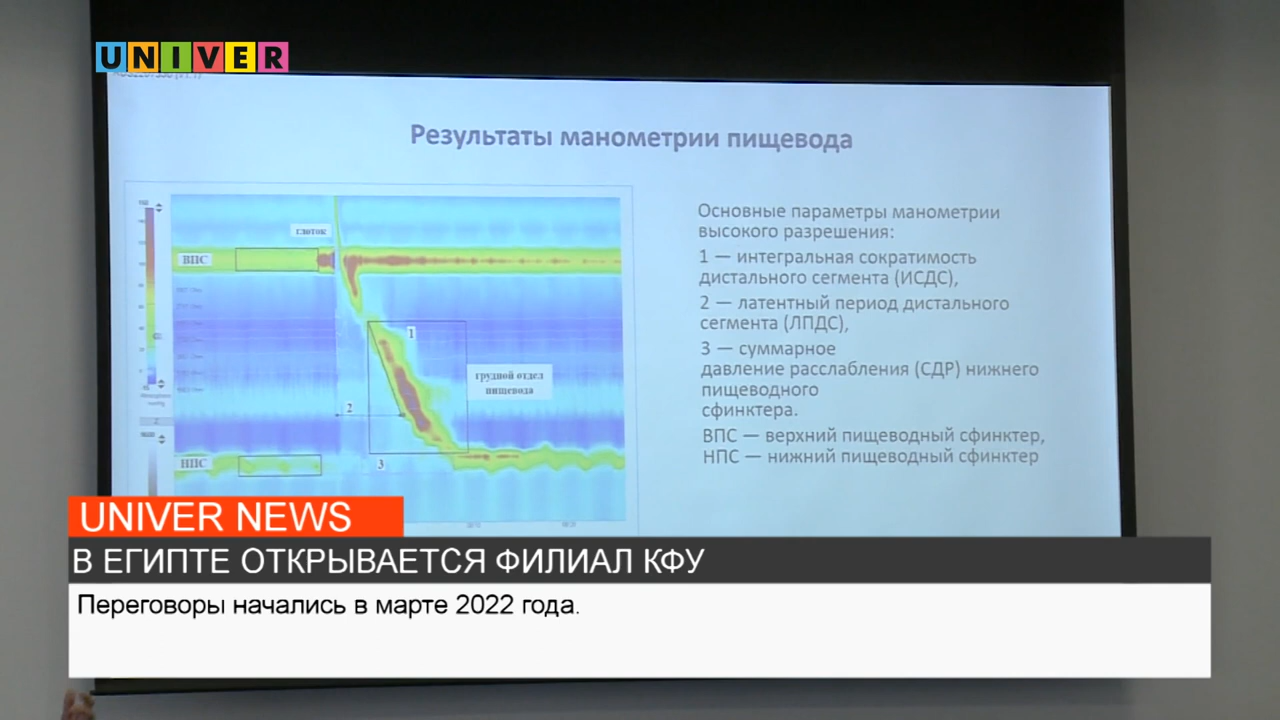 UNIVER
Результаты манометрии пищевода
глоток
ВПС
1
грудной отдел
пищевода
2
НПС
3
Основные параметры манометрии
высокого разрешения:
1 — интегральная сократимость
дистального сегмента (ИСДС),
2 — латентный период дистального
сегмента (ЛПДС),
3 — суммарное
давление расслабления (СДР) нижнего
пищеводного
сфинктера.
ВПС — верхний пищеводный сфинктер,
НПС — нижний пищеводный сфинктер
UNIVER NEWS
В ЕГИПТЕ ОТКРЫВАЕТСЯ ФИЛИАЛ КФУ
Переговоры начались в марте 2022 года.